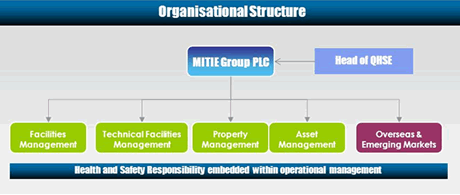 Organisational Structure
MITIE Group PLC
Head of QHSE
Facilities
Management
Technical Facilities
Management
Property
Management
Asset
Management
Overseas &
Emerging Markets
Health and Safety Responsibility embedded within operational management